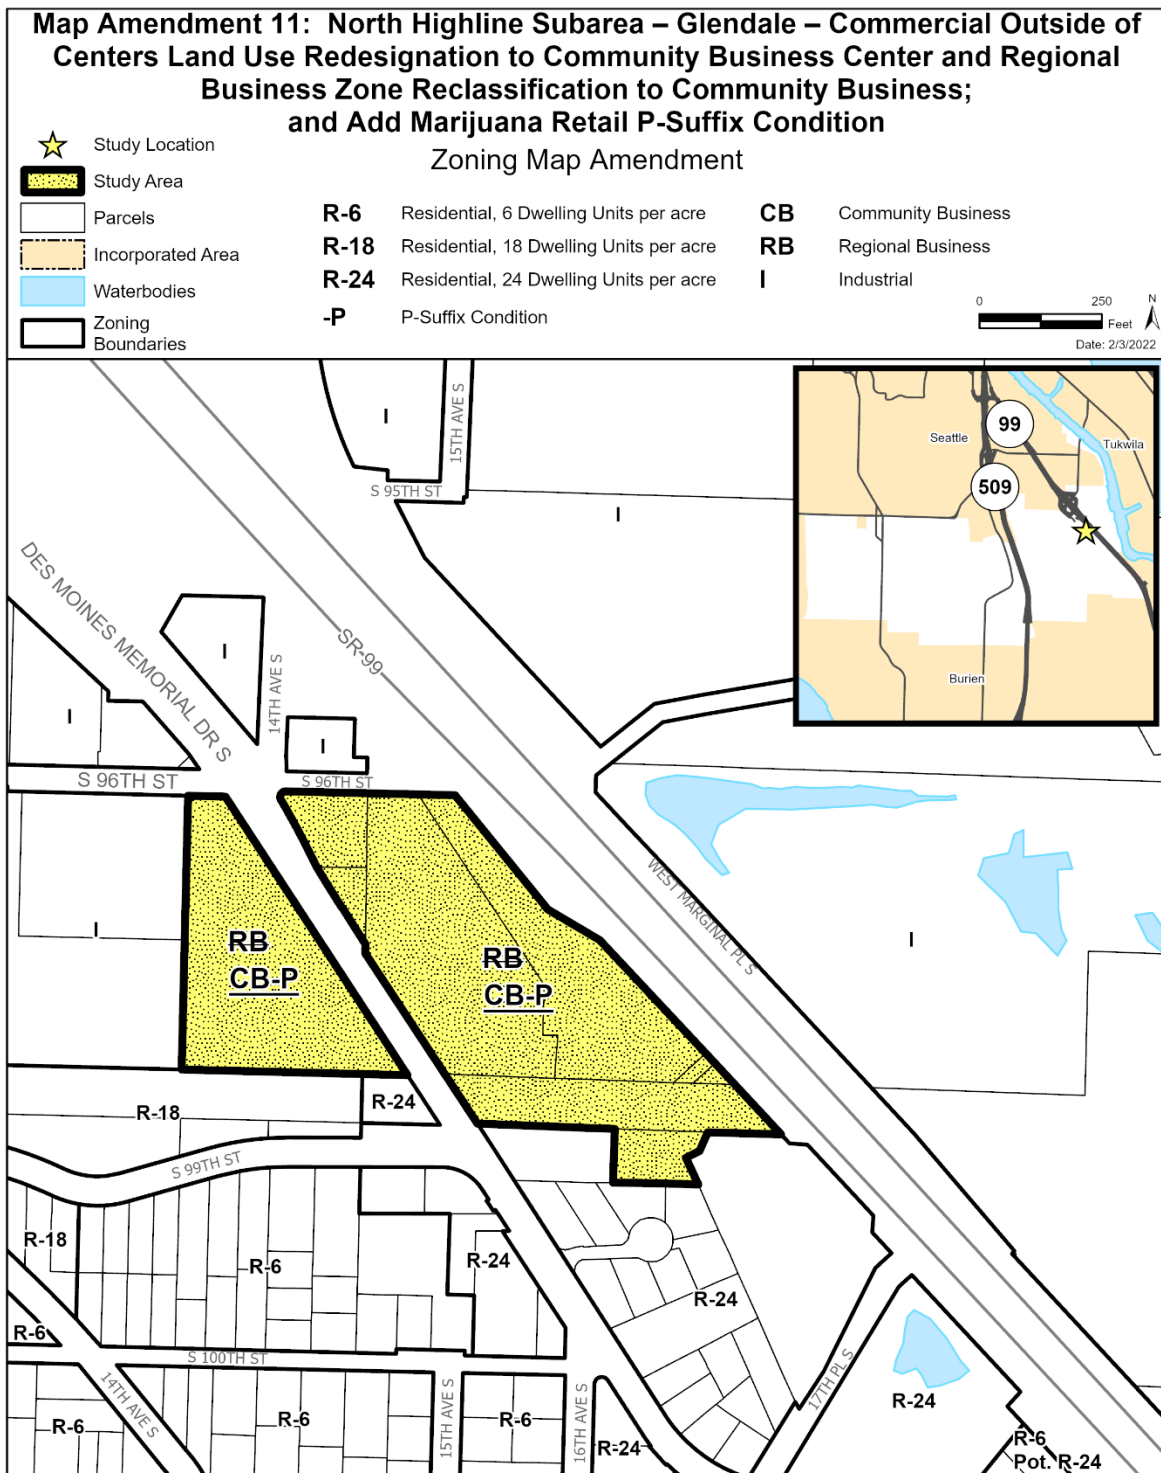 Map Amendment 11:  North Highline Subarea – Glendale – Commercial Outside of
Centers Land Use Redesignation to Community Business Center and Regional
Business Zone Reclassification to Community Business;
and Add Marijuana Retail P-Suffix Condition
Zoning Map Amendment
Study Location
Study Area
Parcels
Incorporated Area
Waterbodies
Zoning
Boundaries
R-6 Residential, 6 Dwelling Units per acre
R-18 Residential, 18 Dwelling Units per acre
R-24 Residential, 24 Dwelling Units per acre
-P P-Suffix Condition
CB Community Business
RB Regional Business
I Industrial
0 250
Feet
N
Date: 2/3/2022
Seattle
99
Tukwila
509
Burien
I
15TH AVE S
S 95TH ST
I
DES MOINES MEMORIAL DR S
SR-99
I
14TH AVE S
I
I
S 96TH ST
S 96TH ST
WEST MARGINAL PL S
I
I
RB
CB-P
RB
CB-P
R-18
R-24
S 99TH ST
R-18
R-6
R-24
R-24
R-6
S 100TH ST
14TH AVE S
15TH AVE S
16TH AVE S
17TH PL S
R-6
R-6
R-6
R-24
R-24
R-6
Pot. R-24